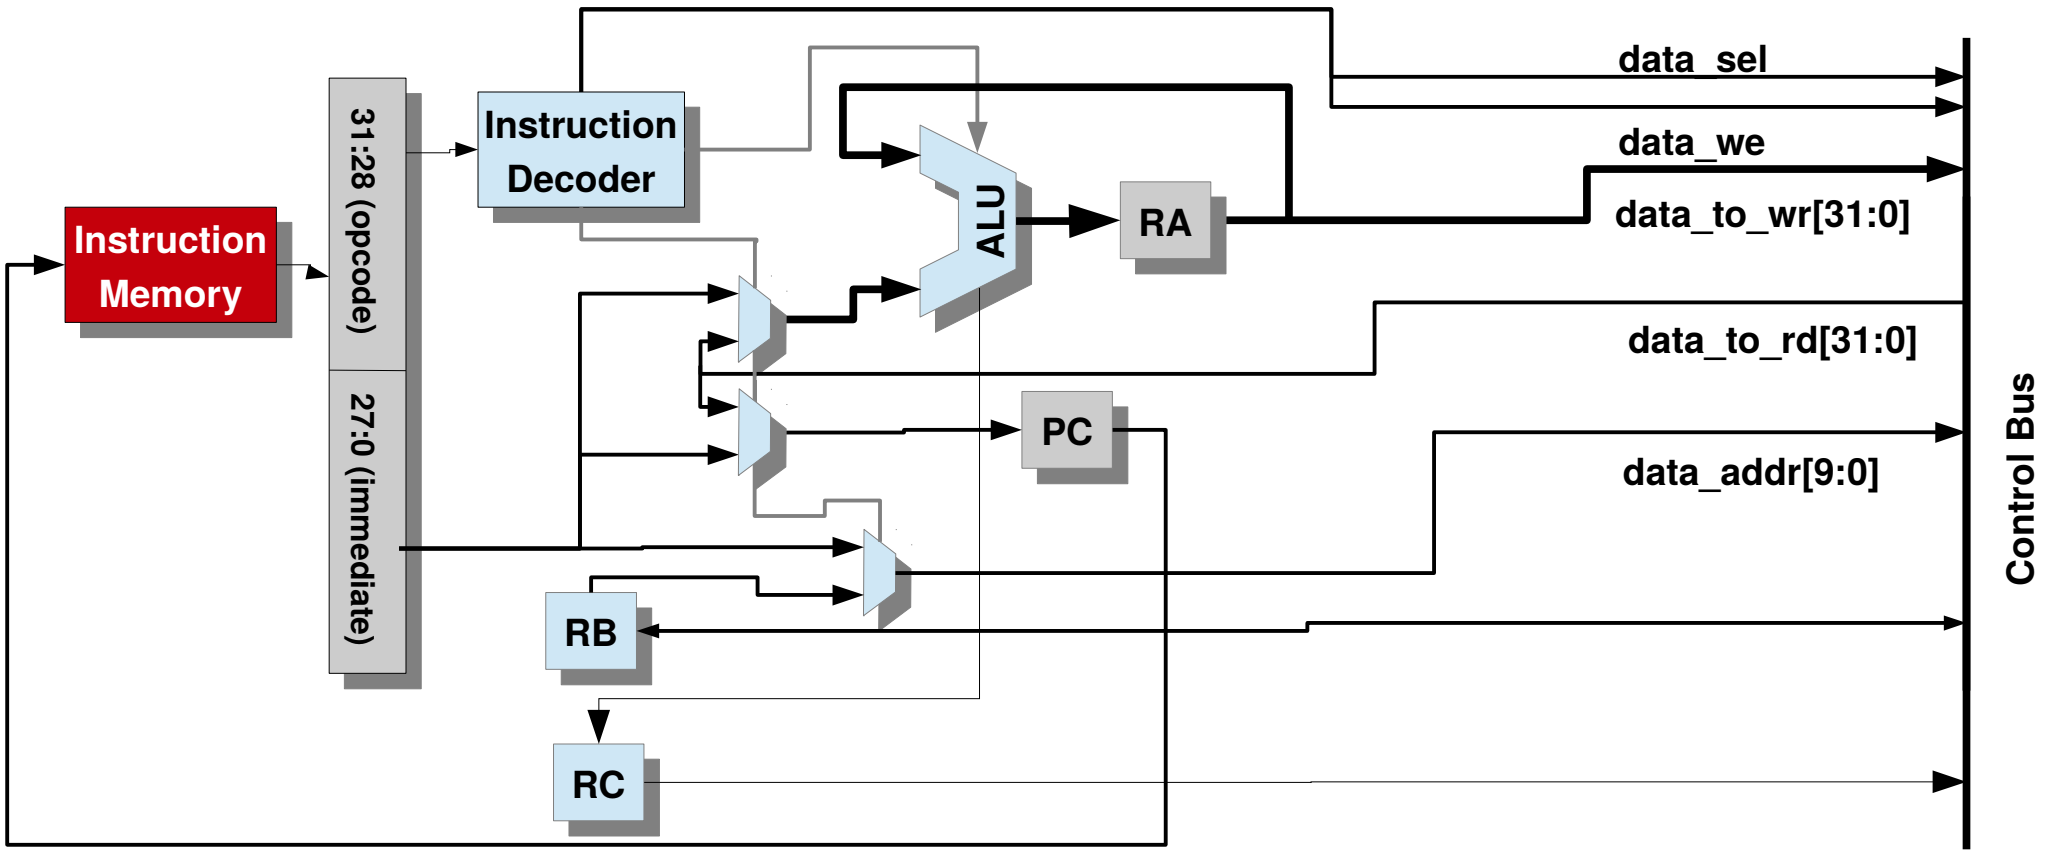 Instruction
Memory
31:28 (opcode)
27:0 (immediate)
Instruction
Decoder
ALU
RA
PC
RB
RC
data_sel
data_we
data_to_wr[31:0]
data_to_rd[31:0]
data_addr[9:0]
Control Bus